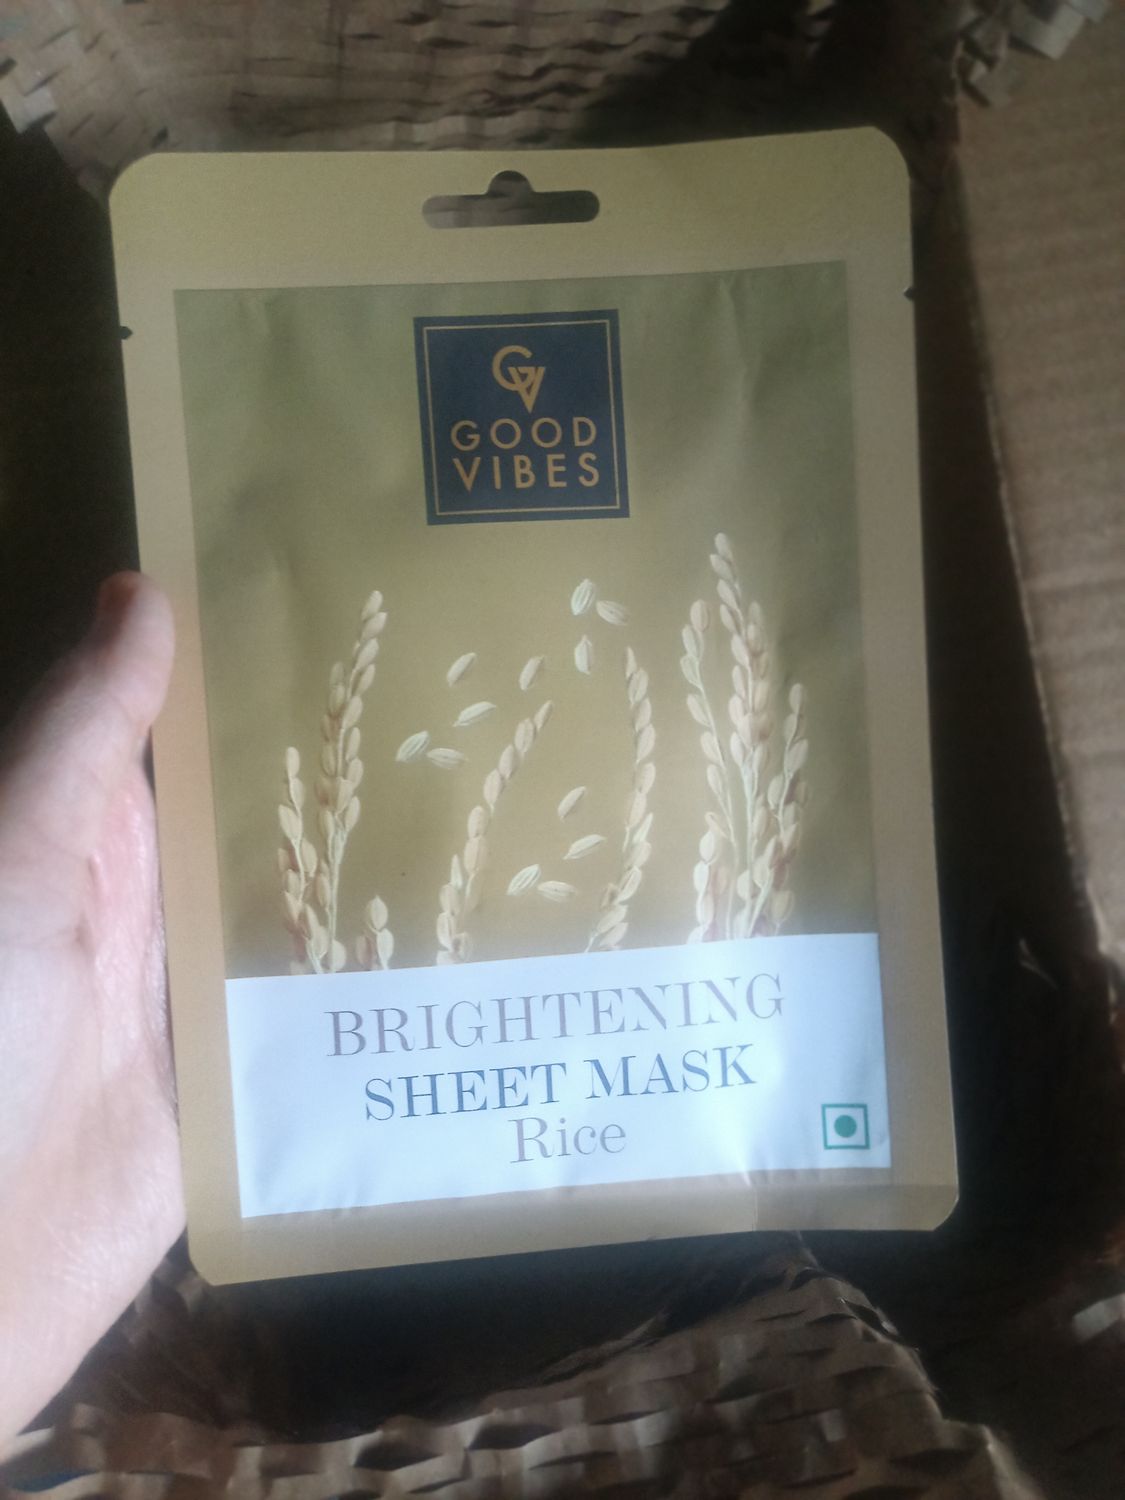 GV
GOOD
VIBES
BRIGHTENING
SHEET MASK
Rice